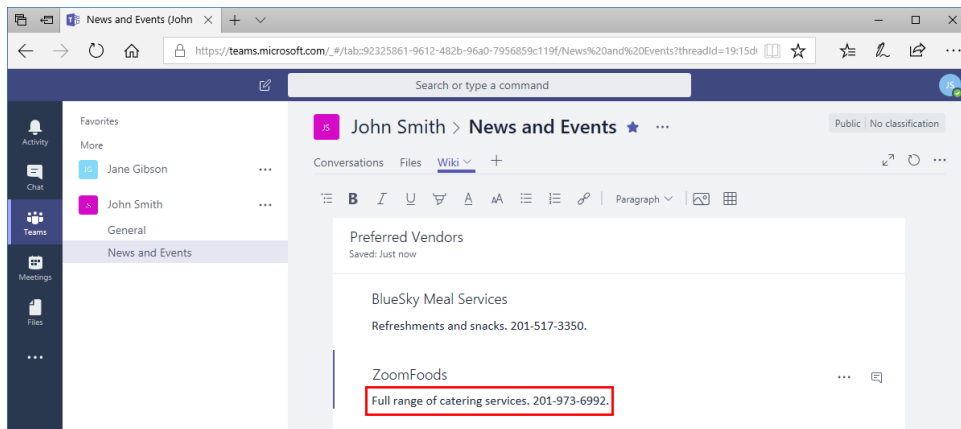 News and Events (John
https://teams.microsoft.com/_#/tab::92325861-9612-482b-96a0-7956859c119f/News%20and%20Events?threadId=19:15d
Search or type a command
JS
Activity
Chat
Teams
Meetings
Files
Favorites
More
JG Jane Gibson
JS John Smith
General
News and Events
JS John Smith > News and Events
Public No classification
Conversations Files Wiki
B I U A AA Paragraph
Preferred Vendors
Saved: Just now
BlueSky Meal Services
Refreshments and snacks. 201-517-3350.
ZoomFoods
Full range of catering services. 201-973-6992.